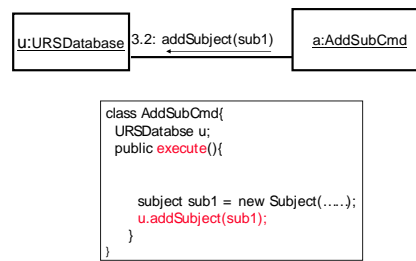 u:URSDatabase
3.2: addSubject(sub1)
a:AddSubCmd
class AddSubCmd{
URSDatabse u;
public execute(){
subject sub1 = new Subject(……);
u.addSubject(sub1);
}
}